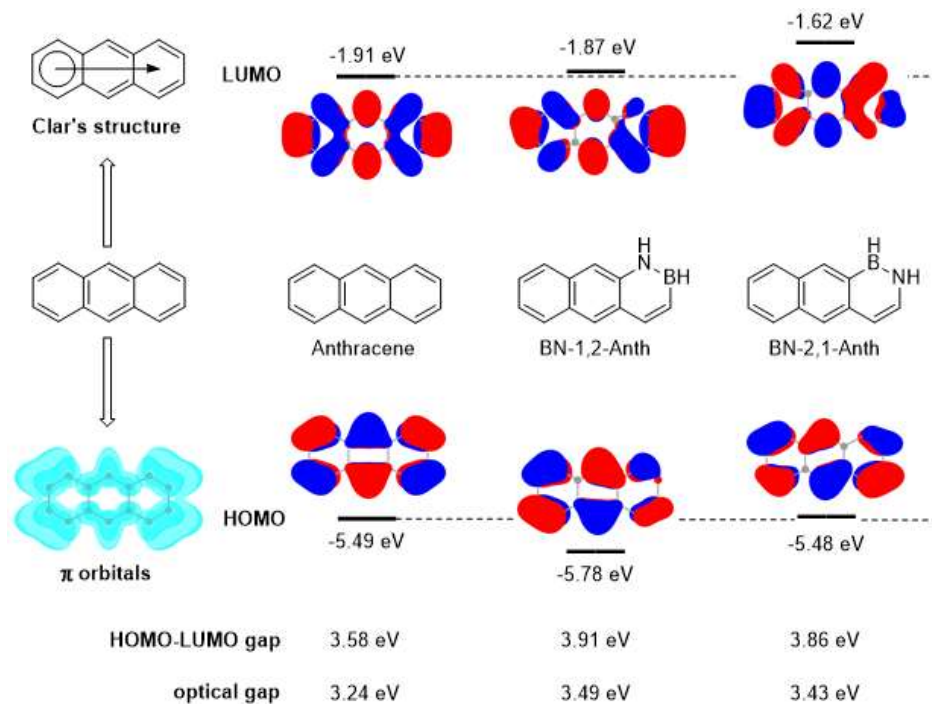 -1.91 eV
-1.87 eV
-1.62 eV
LUMO
Clar's structure
H
N
BH
H
B
NH
Anthracene
BN-1,2-Anth
BN-2,1-Anth
HOMO
-5.49 eV
-5.78 eV
-5.48 eV
π orbitals
HOMO-LUMO gap 3.58 eV 3.91 eV 3.86 eV
optical gap 3.24 eV 3.49 eV 3.43 eV